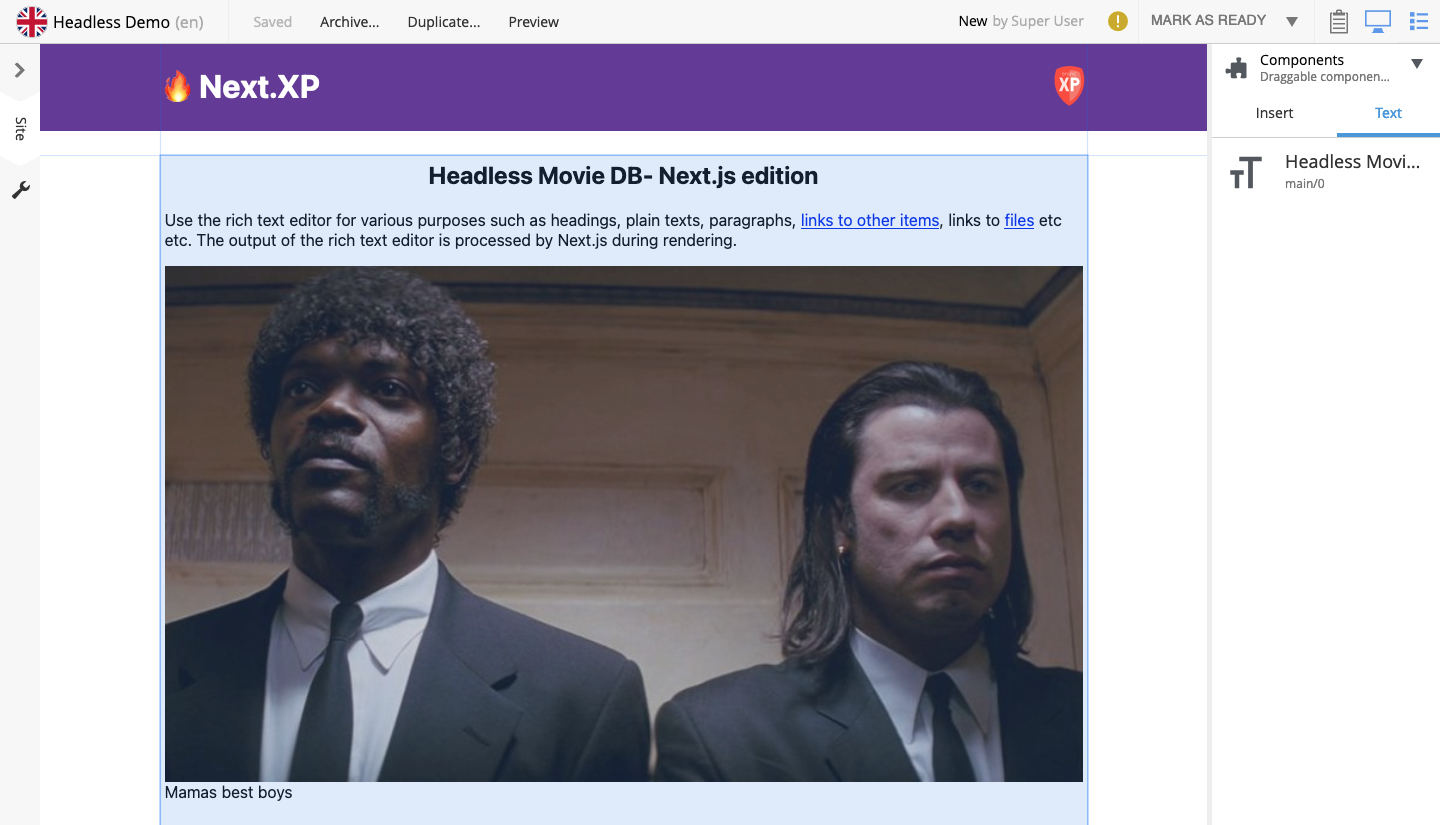 Headless Demo (en) Saved Archive... Duplicate... Preview New by Super User MARK AS READY
Site
Next.XP
XP
Headless Movie DB- Next.js edition
Use the rich text editor for various purposes such as headings, plain texts, paragraphs, links to other items, links to files etc
etc. The output of the rich text editor is processed by Next.js during rendering.
Mamas best boys
Components
Draggable componen...
Insert Text
Headless Movi...
main/0